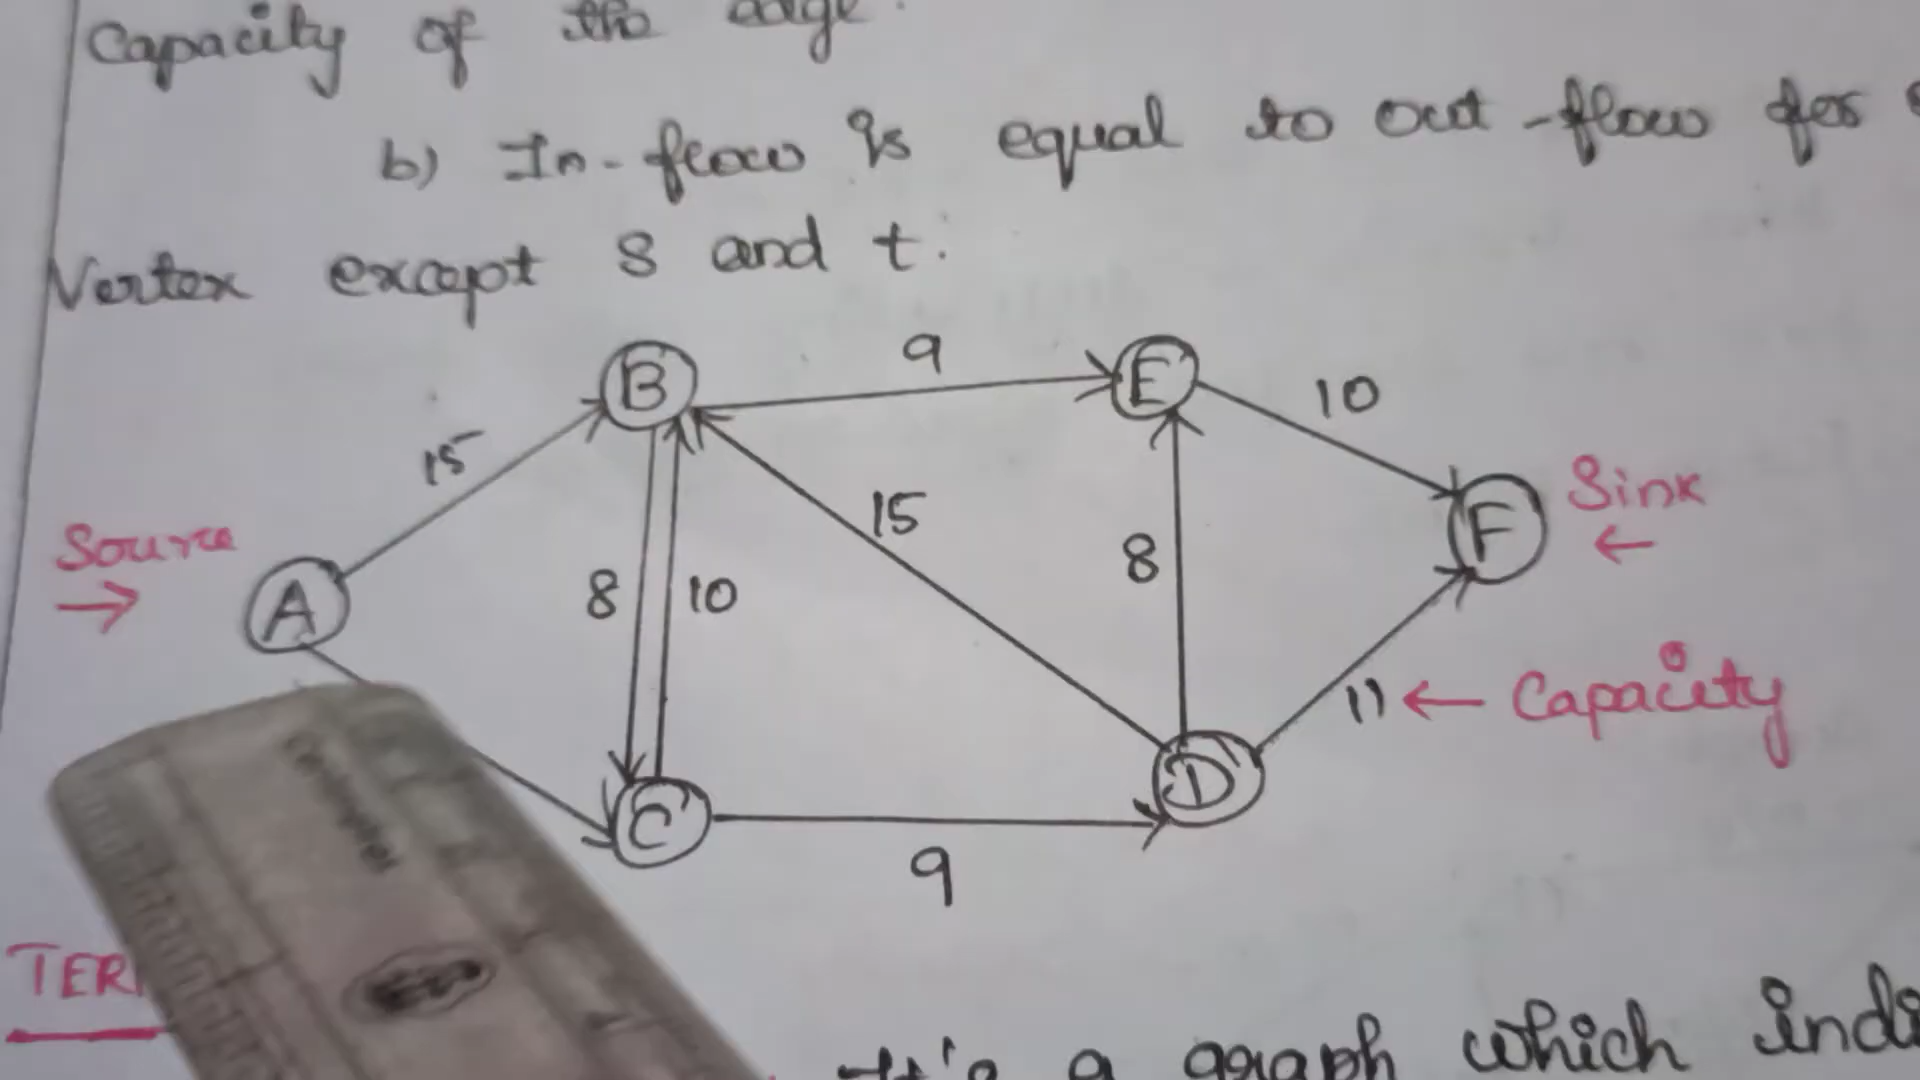 Capacity of the edge.
b) In-flow is equal to out-flow for
Vertex except S and t.
9
B
E
10
15
Source
15
Sink
A
8
10
8
F
11 ← Capacity
C
D
9
It's a graph which